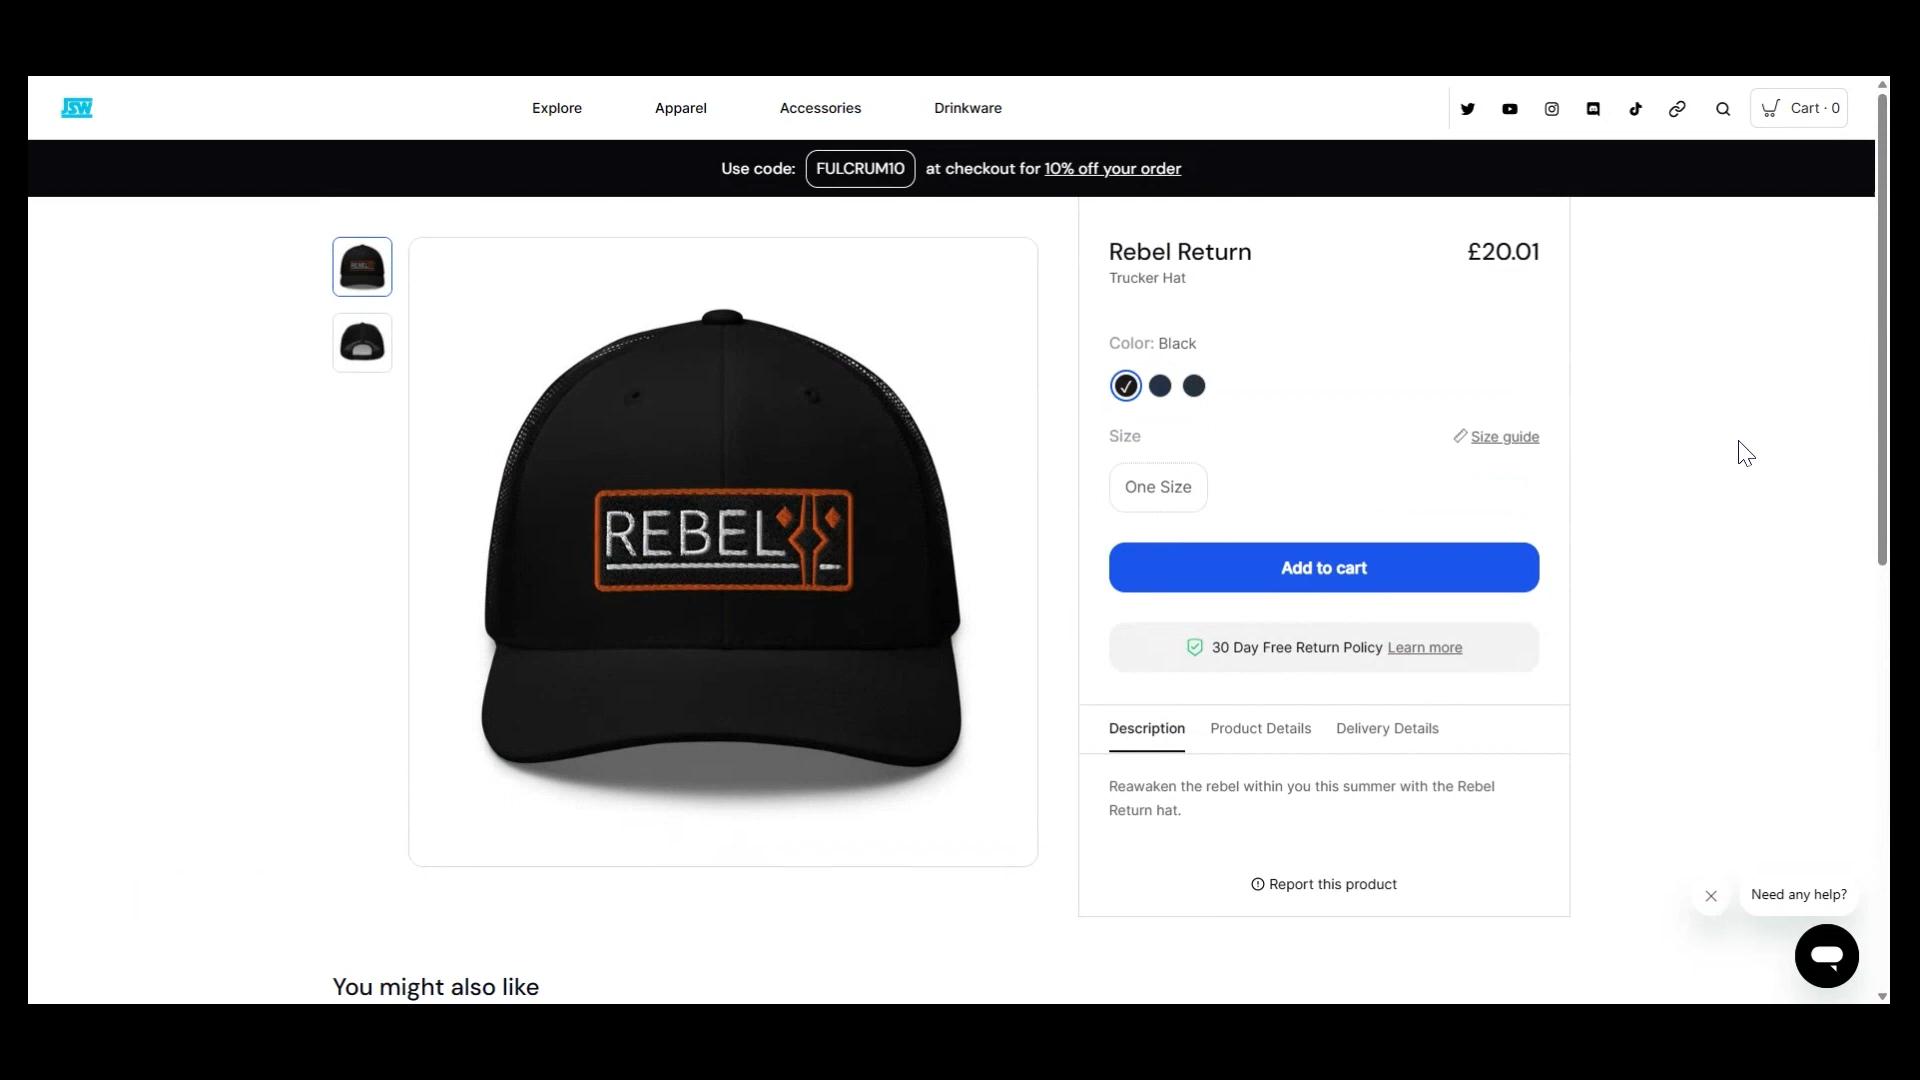 JSW
Explore
Apparel
Accessories
Drinkware
Cart · 0
Use code: FULCRUM10 at checkout for 10% off your order
REBEL
REBEL
Rebel Return
£20.01
Trucker Hat
Color: Black
Size
Size guide
One Size
Add to cart
30 Day Free Return Policy Learn more
Description
Product Details
Delivery Details
Reawaken the rebel within you this summer with the Rebel
Return hat.
Report this product
Need any help?
You might also like